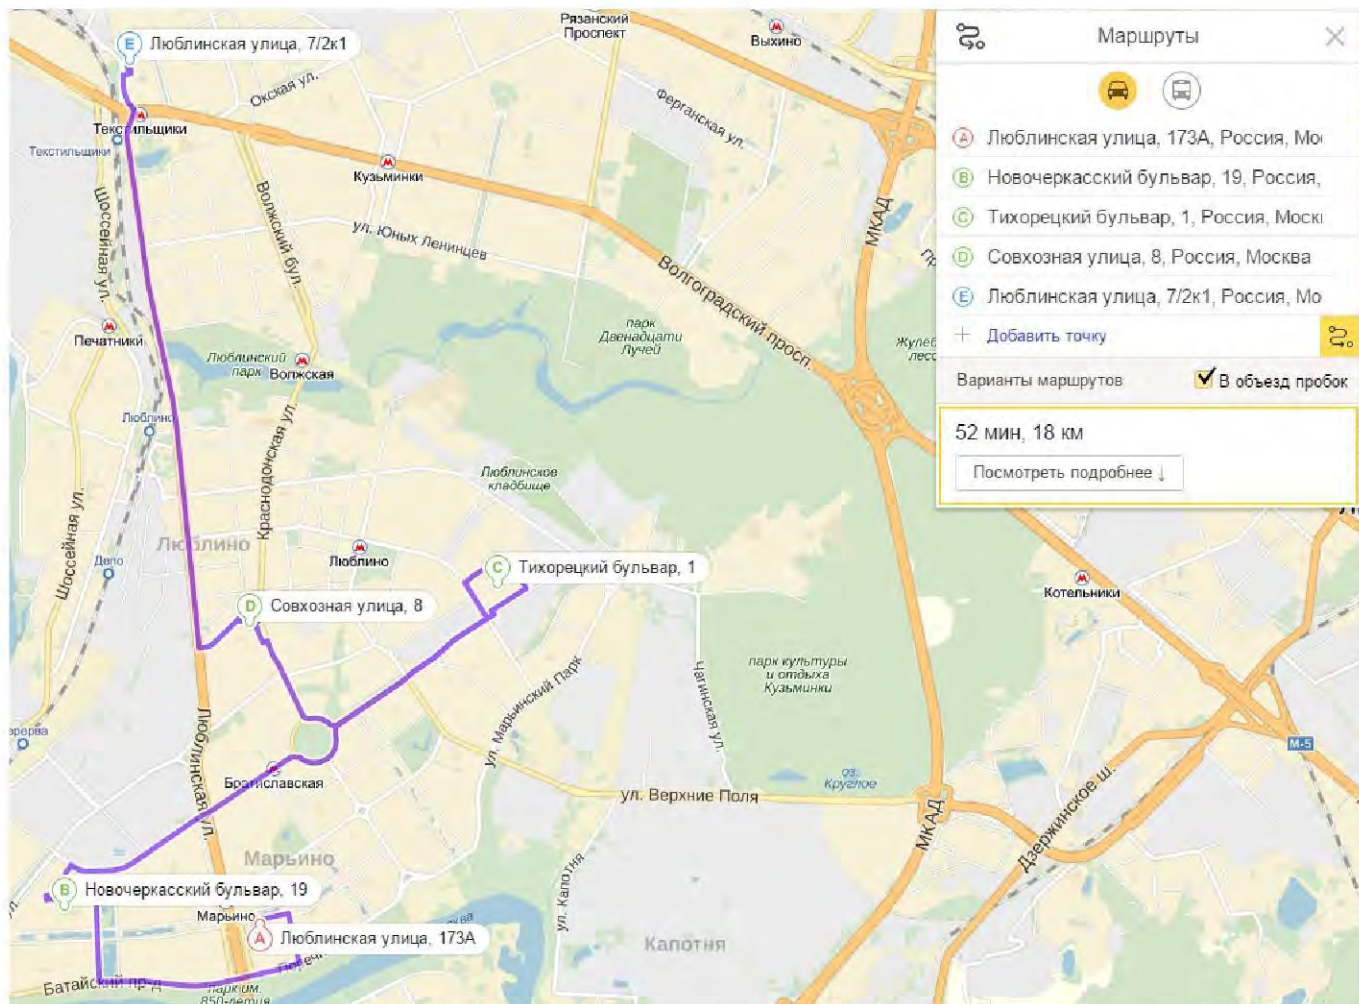 Люблинская улица, 7/2к1
Рязанский
Проспект
Выхино
Окская ул.
Ферганская ул.
Текстильщики
Текстильщики
Кузьминки
МКАД
Шоссейная ул.
Волжский бул.
ул. Юных Ленинцев
Волгоградский просп.
Печатники
парк
Двенадцати
Лучей
Люблинский
парк
Волжская
Люблино
Краснодонская ул.
Люблинское
кладбище
Шоссейная ул.
Люблино
Люблино
Депо
Тихорецкий бульвар, 1
Совхозная улица, 8
Котельники
парк культуры
и отдыха
Кузьминки
Чагинская ул.
ул. Марьинский Парк
Люблинская ул.
М-5
Братиславская
оз.
Круглое
ул. Верхние Поля
МКАД
Дзержинское ш.
Марьино
Новочеркасский бульвар, 19
Марьино
Люблинская улица, 173А
ул. Капотня
Капотня
Батайский пр-д
парк им.
850-летия
Маршруты
A Люблинская улица, 173А, Россия, Мо
B Новочеркасский бульвар, 19, Россия,
C Тихорецкий бульвар, 1, Россия, Моск
D Совхозная улица, 8, Россия, Москва
E Люблинская улица, 7/2к1, Россия, Мо
+ Добавить точку
Варианты маршрутов В объезд пробок
52 мин, 18 км
Посмотреть подробнее ↓